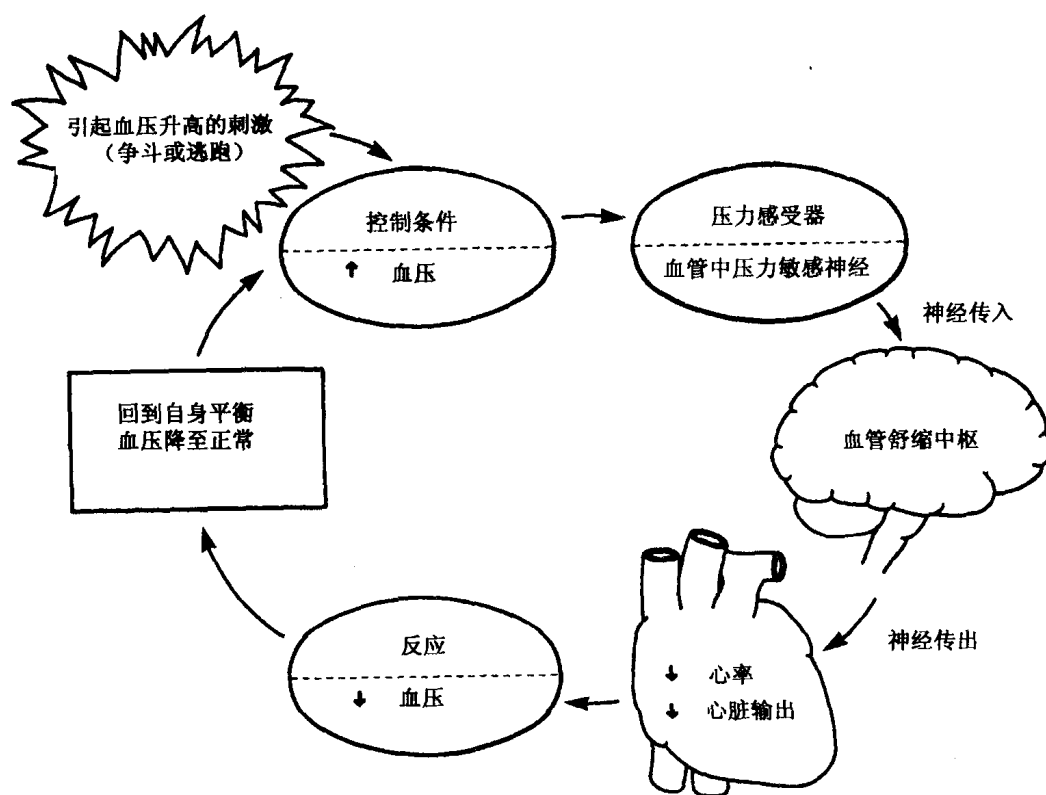 引起血压升高的刺激
（争斗或逃跑）
控制条件
↑ 血压
压力感受器
血管中压力敏感神经
神经传入
血管舒缩中枢
神经传出
↓ 心率
↓ 心脏输出
反应
↓ 血压
回到自身平衡
血压降至正常